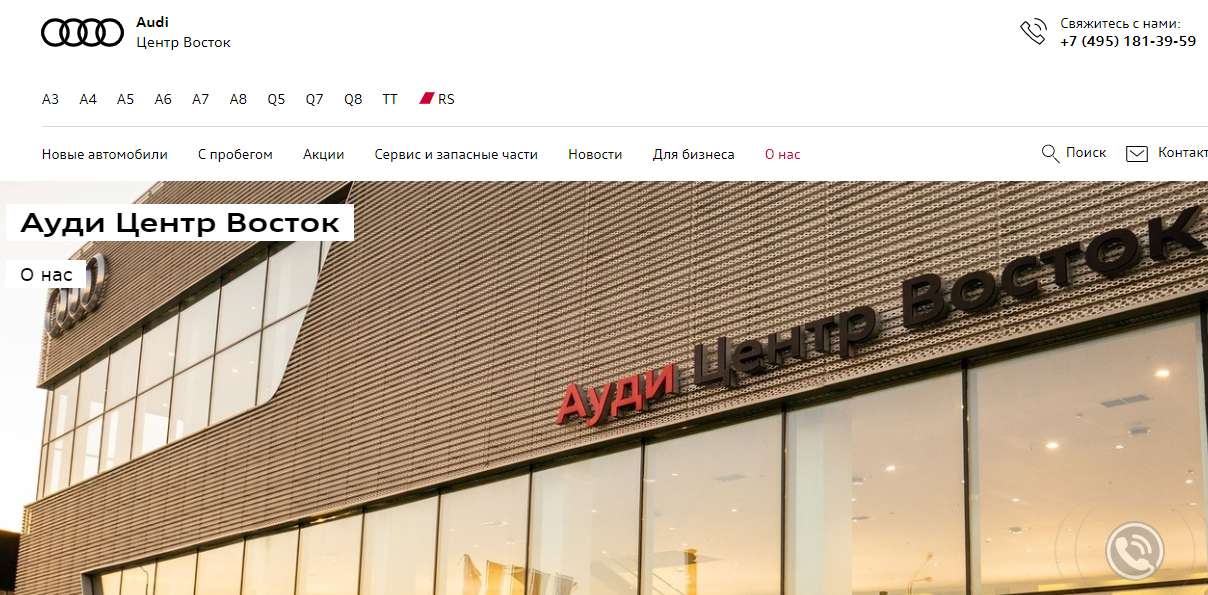 Audi
Центр Восток
Свяжитесь с нами:
+7 (495) 181-39-59
A3 A4 A5 A6 A7 A8 Q5 Q7 Q8 TT RS
Новые автомобили С пробегом Акции Сервис и запасные части Новости Для бизнеса О нас Поиск Контакт
Ауди Центр Восток
О нас
Ауди Центр Восток